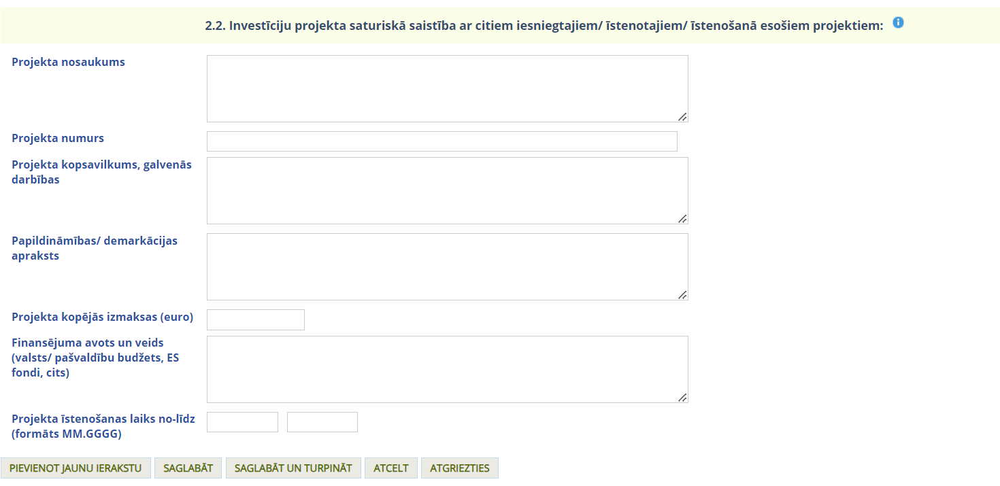 2.2. Investīciju projekta saturiskā saistība ar citiem iesniegtajiem/ īstenotajiem/ īstenošanā esošiem projektiem:
Projekta nosaukums
Projekta numurs
Projekta kopsavilkums, galvenās
darbības
Papildināmības/ demarkācijas
apraksts
Projekta kopējās izmaksas (euro)
Finansējuma avots un veids
(valsts/ pašvaldību budžets, ES
fondi, cits)
Projekta īstenošanas laiks no-līdz
(formāts MM.GGGG)
PIEVIENOT JAUNU IERAKSTU SAGLABĀT SAGLABĀT UN TURPINĀT ATCELT ATGRIEZTIES